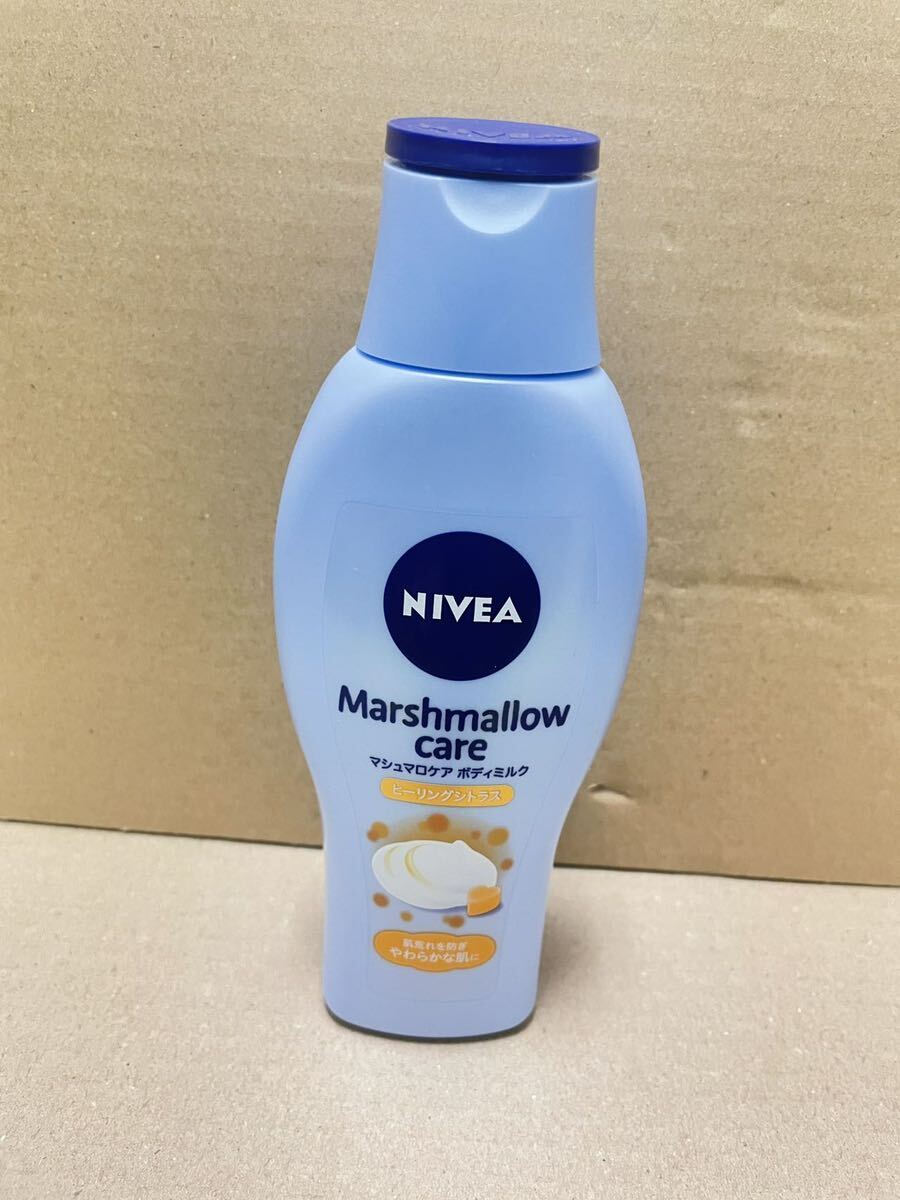 NIVEA
NIVEA
Marshmallow
care
マシュマロケア ボディミルク
ヒーリングシトラス
肌荒れを防ぎ
やわらかな肌に